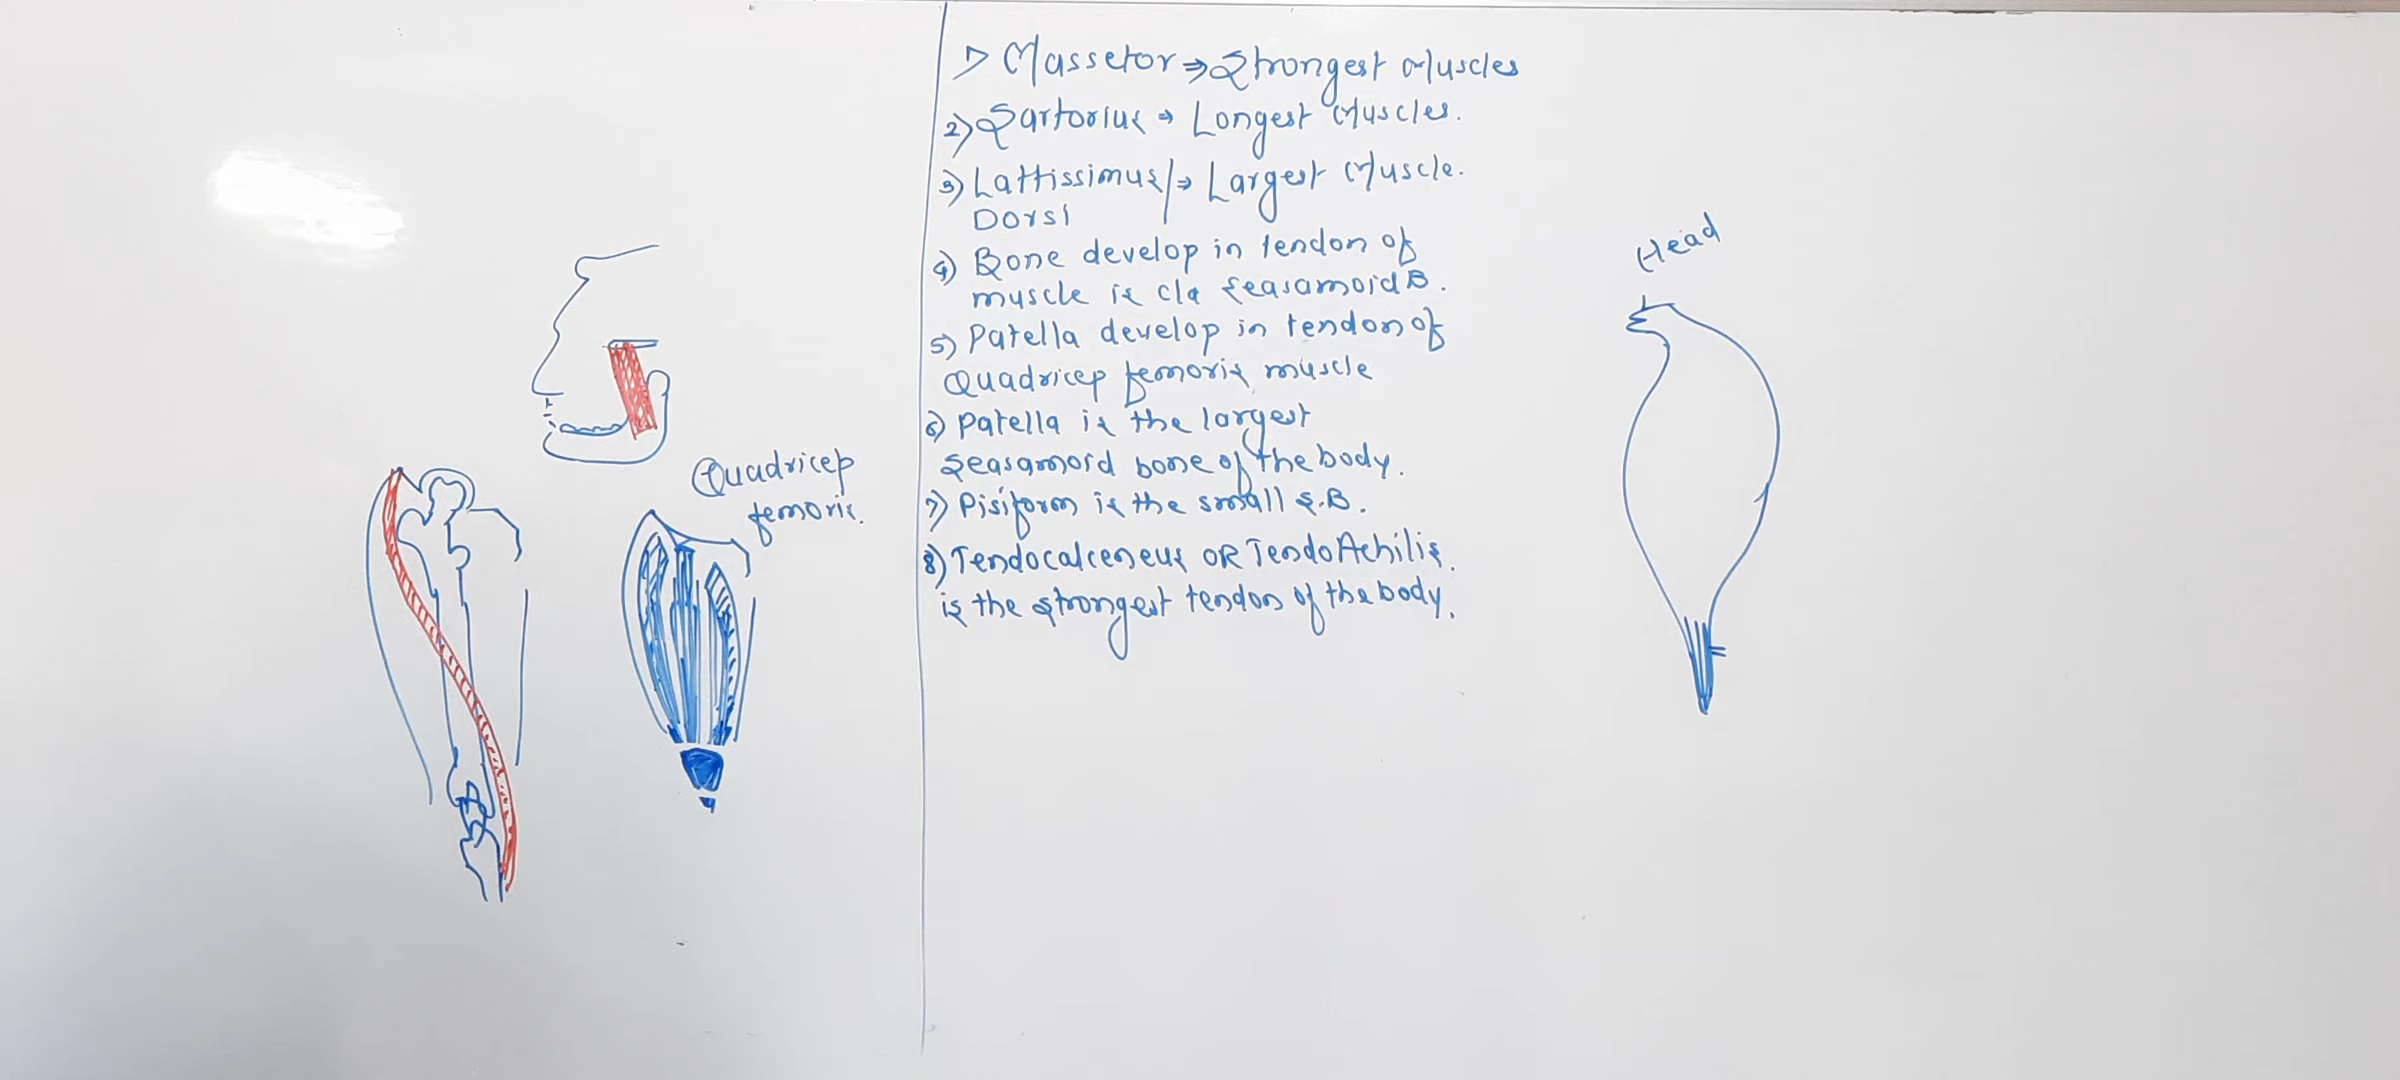 1) Massetor ⇒ Strongest Muscles
2) Sartorius ⇒ Longest Muscles.
3) Lattissimus ⇒ Largest Muscle.
Dorsi
4) Bone develop in tendon of
muscle is cla seasamoid B.
5) Patella develop in tendon of
Quadricep femoris muscle
6) Patella is the largest
seasamoid bone of the body.
7) Pisiform is the small S.B.
8) Tendocalceneus OR TendoAchilis.
is the strongest tendon of the body.
Quadricep
femoris.
Head